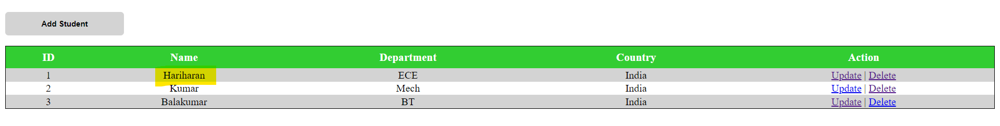 Add Student
ID Name Department Country Action
1 Hariharan ECE India Update | Delete
2 Kumar Mech India Update | Delete
3 Balakumar BT India Update | Delete